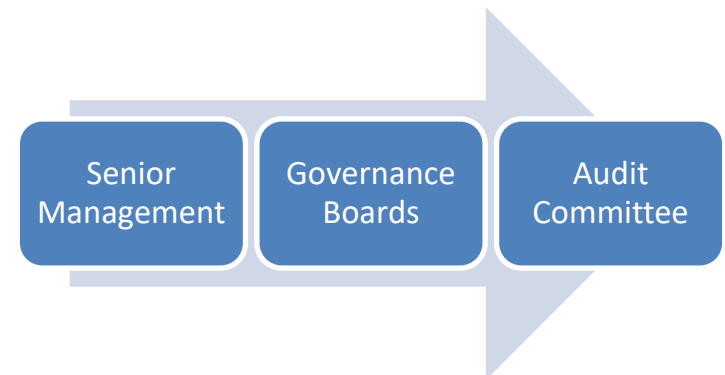 Senior
Management
Governance
Boards
Audit
Committee